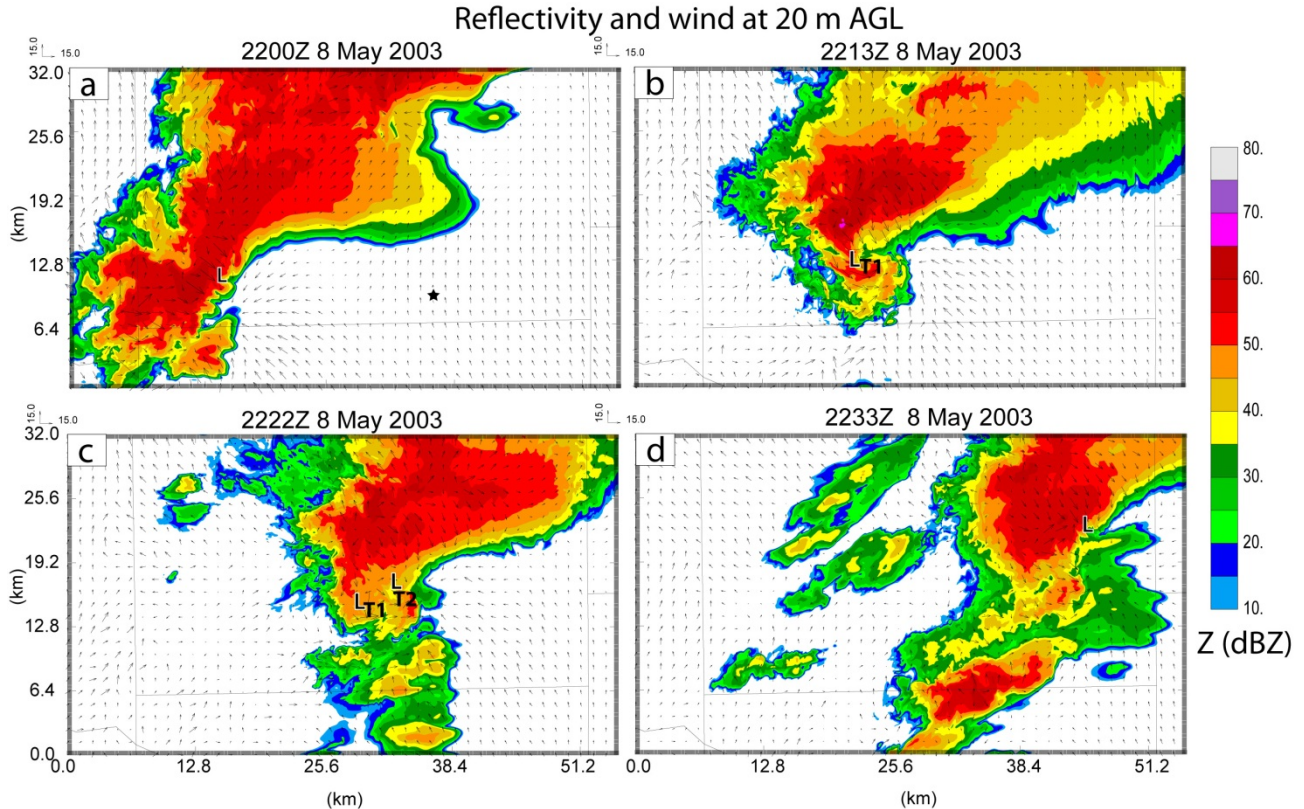 Reflectivity and wind at 20 m AGL
15.0 15.0 2200Z 8 May 2003
15.0 15.0 2213Z 8 May 2003
a
32.0
25.6
19.2
12.8
6.4
(km)
L
b
L T1
15.0 15.0 2222Z 8 May 2003
15.0 15.0 2233Z 8 May 2003
c
32.0
25.6
19.2
12.8
6.4
0.0
(km)
L
L T1 T2
0.0 12.8 25.6 38.4 51.2
(km)
d
L
0.0 12.8 25.6 38.4 51.2
(km)
80.
70.
60.
50.
40.
30.
20.
10.
Z (dBZ)